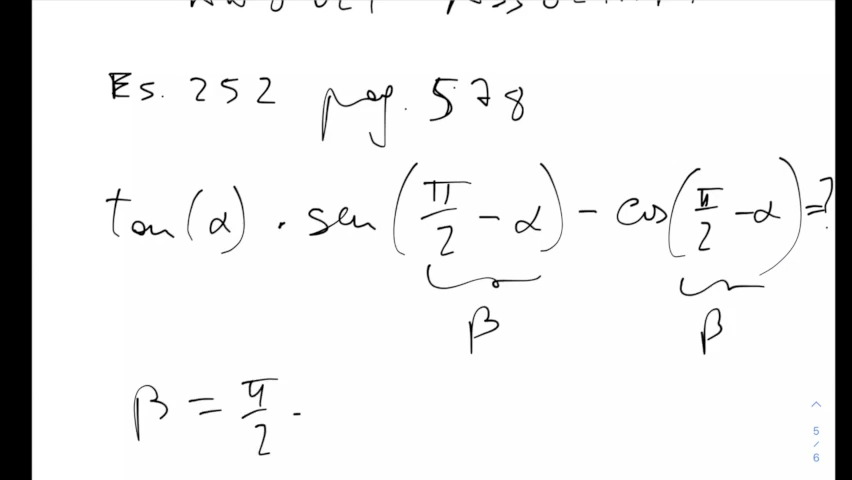 Es. 252 pag. 578
tan(α) · sen(π/2 − α) − cos(π/2 − α) = ?
β β
β = π/2 -
5
/
6